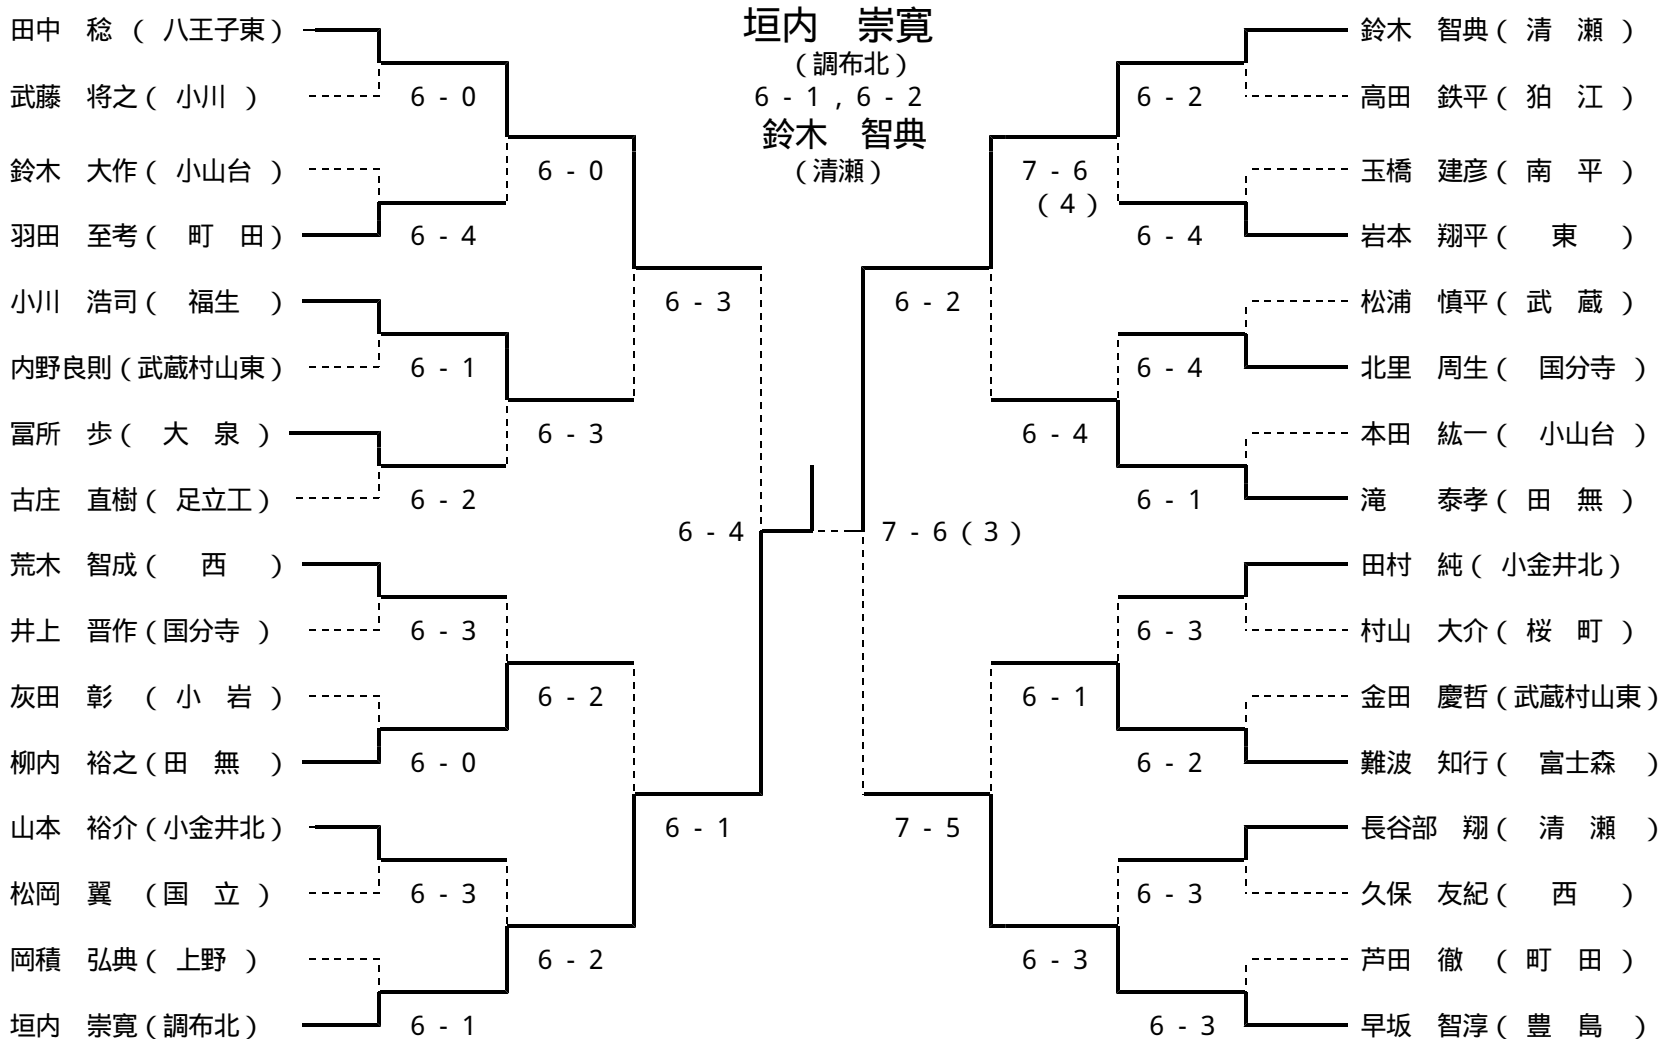 垣内 崇寛
(調布北)
6 - 1 , 6 - 2
鈴木 智典
(清瀬)
田中 稔 ( 八王子東)
武藤 将之( 小川 )
6 - 0
鈴木 大作( 小山台 )
6 - 0
羽田 至考( 町 田)
6 - 4
小川 浩司( 福生 )
6 - 3
内野良則(武蔵村山東)
6 - 1
冨所 歩( 大 泉 )
6 - 3
古庄 直樹( 足立工)
6 - 2
6 - 4
荒木 智成( 西 )
井上 晋作(国分寺 )
6 - 3
灰田 彰 ( 小 岩 )
6 - 2
柳内 裕之(田 無 )
6 - 0
山本 裕介(小金井北)
6 - 1
松岡 翼 (国 立 )
6 - 3
岡積 弘典( 上野 )
6 - 2
垣内 崇寛(調布北)
6 - 1
鈴木 智典( 清 瀬 )
6 - 2
高田 鉄平( 狛 江 )
7 - 6
(4)
玉橋 建彦( 南 平 )
6 - 4
岩本 翔平( 東 )
6 - 2
松浦 慎平( 武 蔵 )
6 - 4
北里 周生( 国分寺 )
6 - 4
本田 紘一( 小山台 )
6 - 1
滝 泰孝( 田 無 )
7 - 6(3)
田村 純( 小金井北)
6 - 3
村山 大介( 桜 町 )
6 - 1
金田 慶哲(武蔵村山東)
6 - 2
難波 知行( 富士森 )
7 - 5
長谷部 翔( 清 瀬 )
6 - 3
久保 友紀( 西 )
6 - 3
芦田 徹 ( 町 田 )
6 - 3
早坂 智淳( 豊 島 )